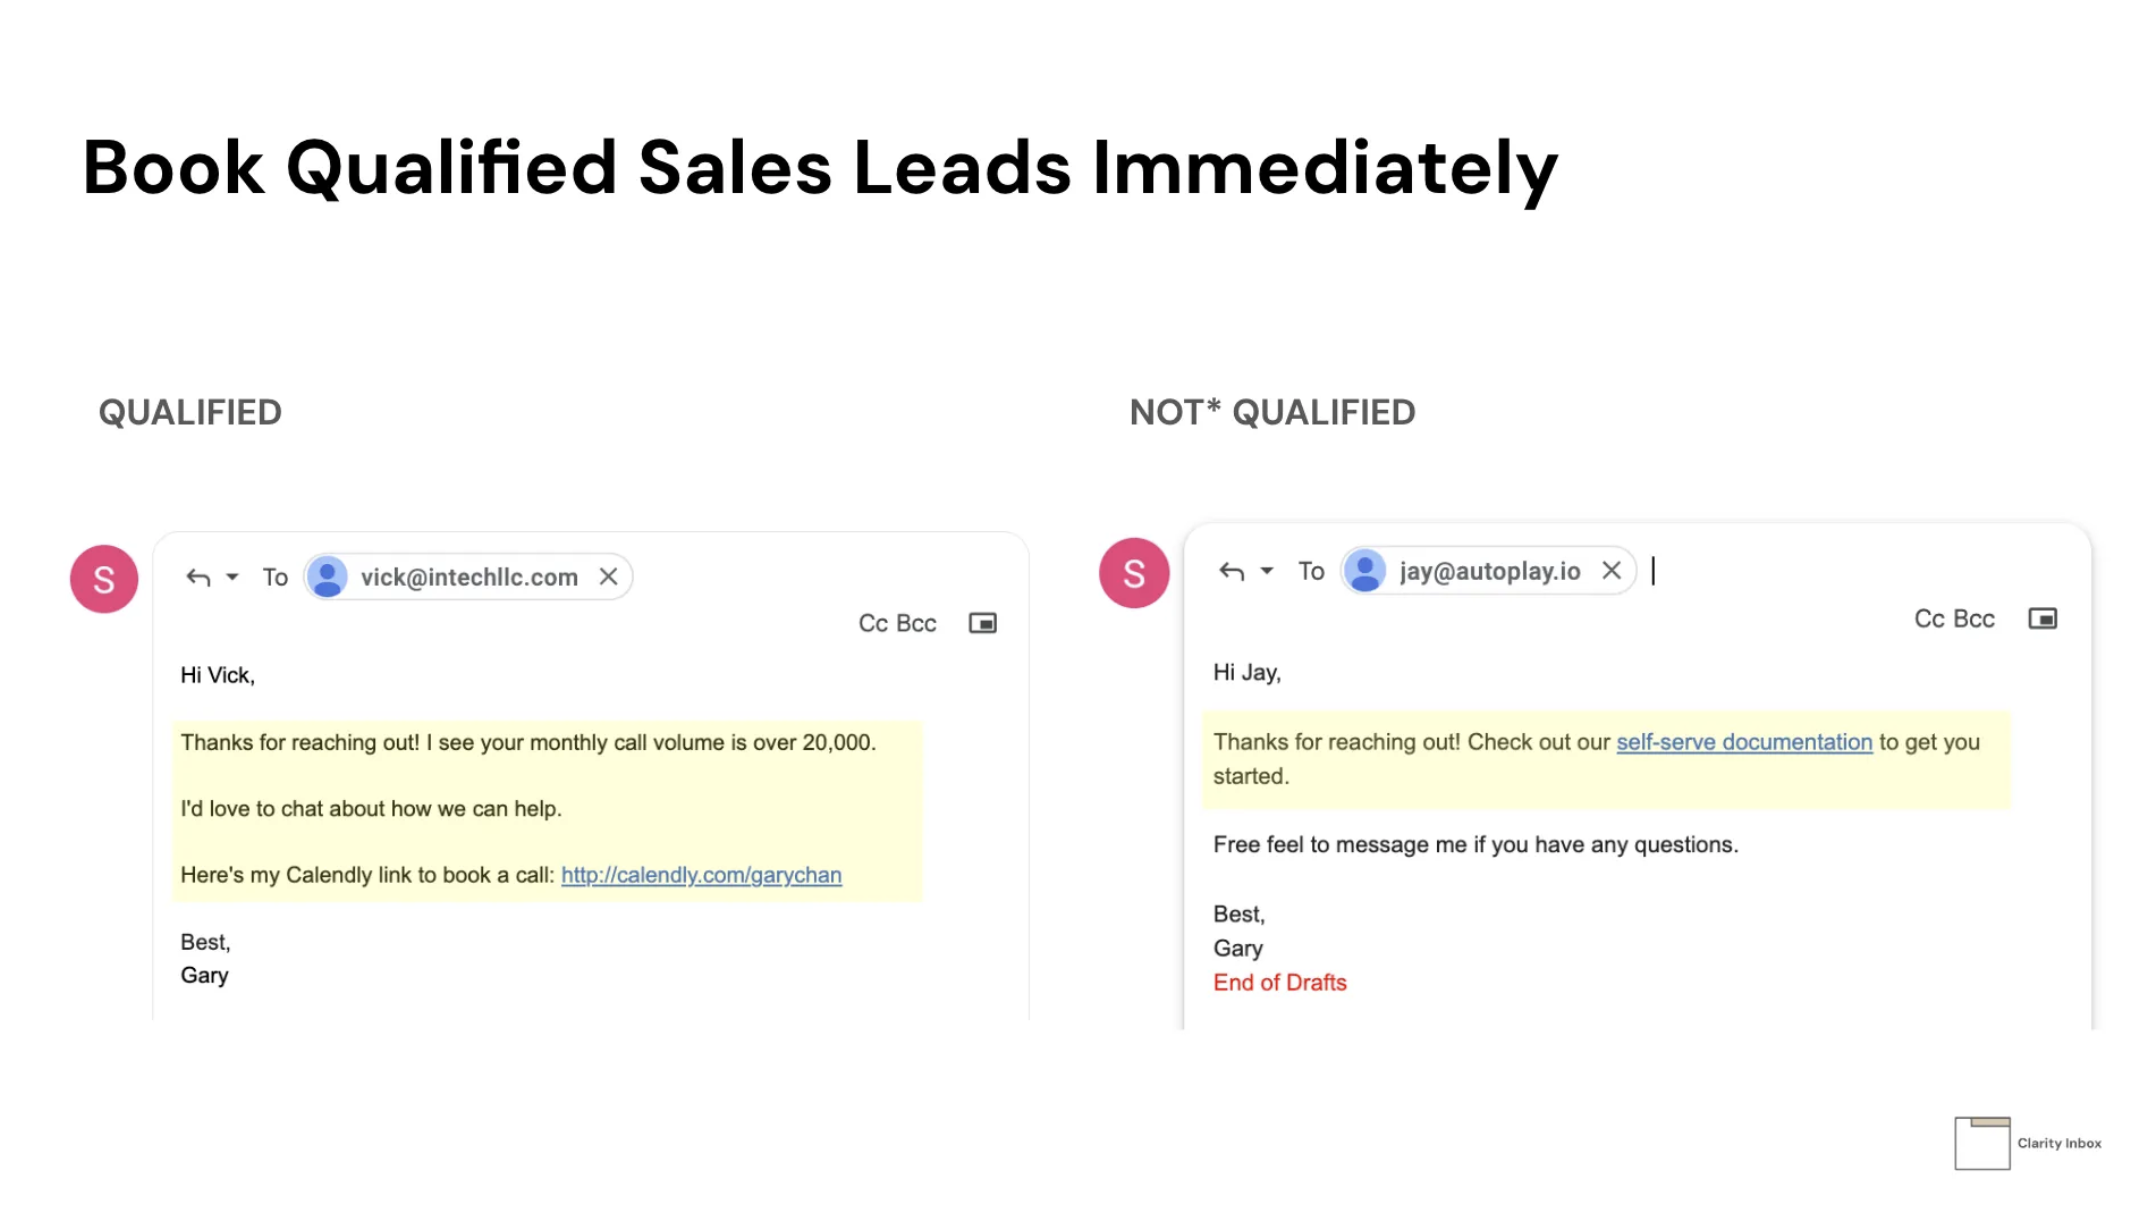 Book Qualified Sales Leads Immediately
QUALIFIED
S
To vick@intechllc.com
Cc Bcc
Hi Vick,
Thanks for reaching out! I see your monthly call volume is over 20,000.
I'd love to chat about how we can help.
Here's my Calendly link to book a call: http://calendly.com/garychan
Best,
Gary
NOT* QUALIFIED
S
To jay@autoplay.io
Cc Bcc
Hi Jay,
Thanks for reaching out! Check out our self-serve documentation to get you
started.
Free feel to message me if you have any questions.
Best,
Gary
End of Drafts
Clarity Inbox